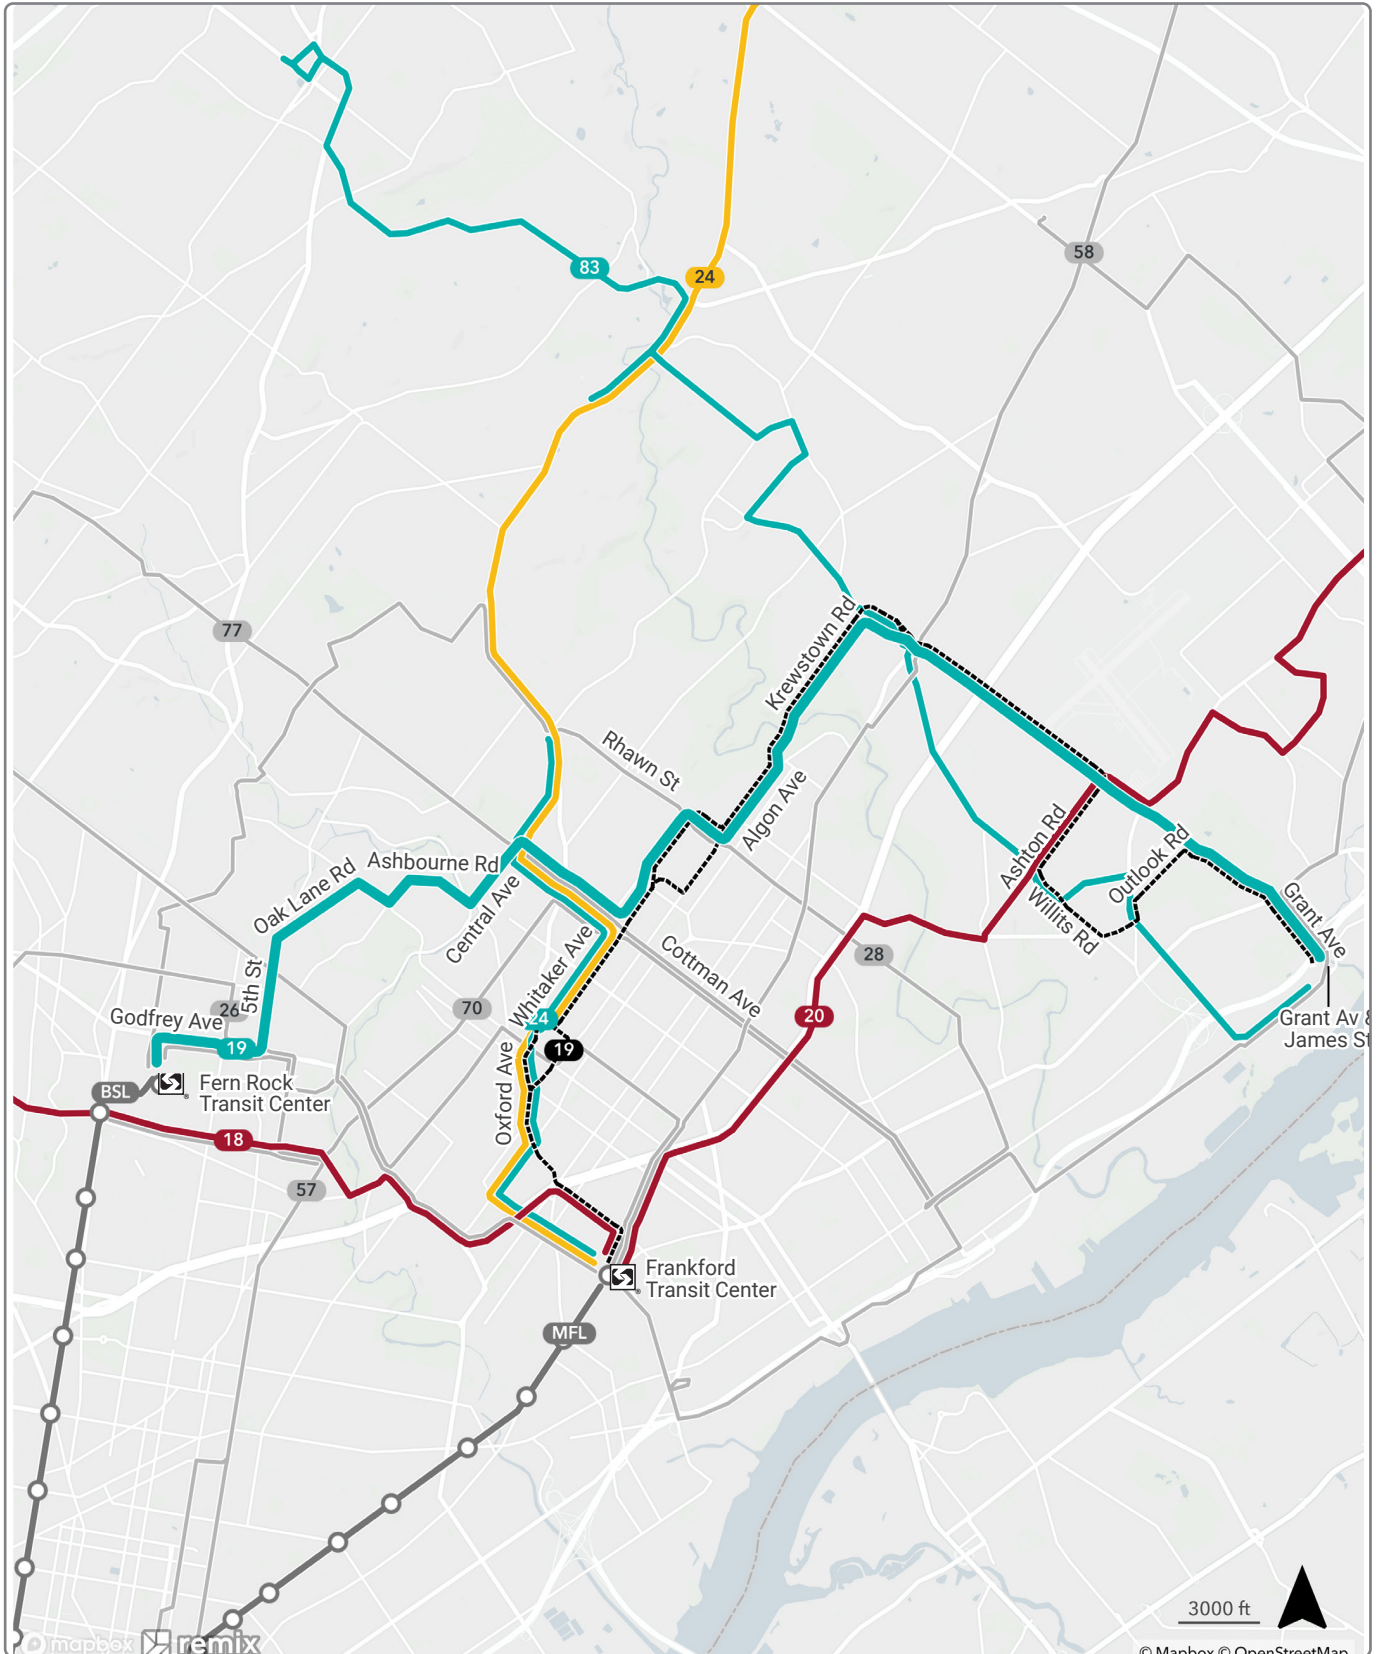 83
24
58
77
Krewstown Rd
Rhawn St
Algon Ave
Ashton Rd
Outlook Rd
Willits Rd
Grant Ave
Ashbourne Rd
Oak Lane Rd
Central Ave
Cottman Ave
28
Whitaker Ave
5th St
26
70
Godfrey Ave
24
20
Grant Av &
James St
19
19
Oxford Ave
BSL
Fern Rock
Transit Center
18
57
Frankford
Transit Center
MFL
3000 ft
mapbox
remix
© Mapbox © OpenStreetMap